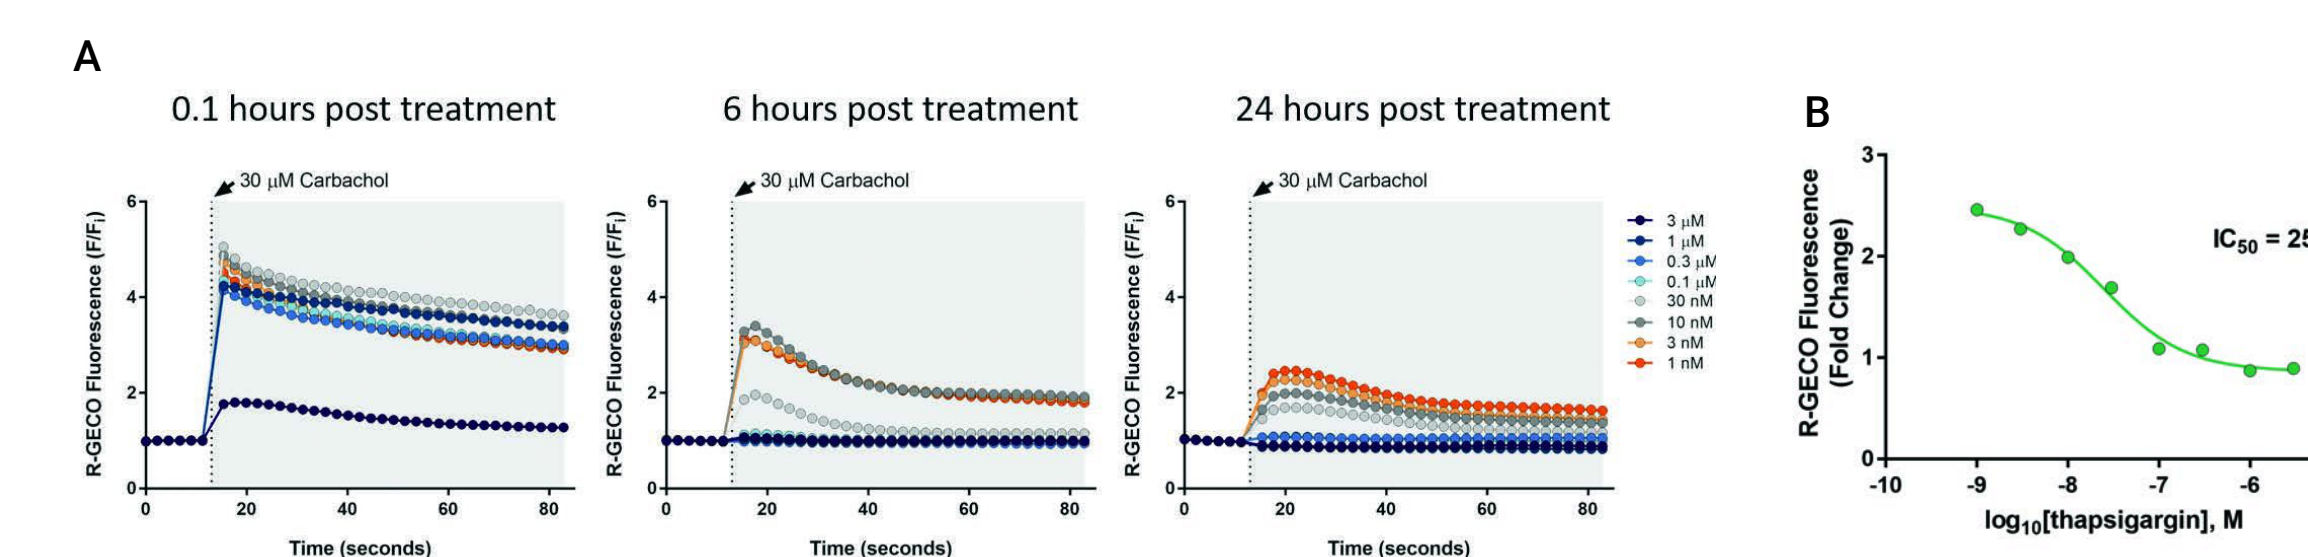 A
0.1 hours post treatment
6 hours post treatment
24 hours post treatment
B
30 μM Carbachol
30 μM Carbachol
30 μM Carbachol
R-GECO Fluorescence (F/Fi)
6
4
2
0
0
20
40
60
80
Time (seconds)
R-GECO Fluorescence (F/Fi)
6
4
2
0
0
20
40
60
80
Time (seconds)
R-GECO Fluorescence (F/Fi)
6
4
2
0
0
20
40
60
80
Time (seconds)
3 μM
1 μM
0.3 μM
0.1 μM
30 nM
10 nM
3 nM
1 nM
R-GECO Fluorescence
(Fold Change)
3
2
1
0
IC50 = 25
-10
-9
-8
-7
-6
log10[thapsigargin], M